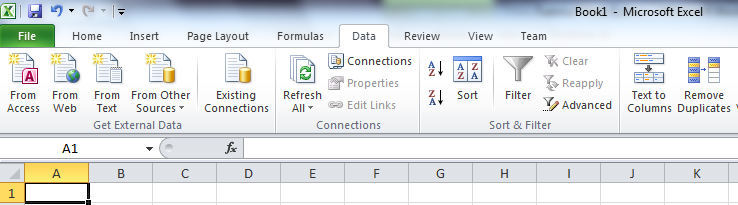 Book1 - Microsoft Excel
File Home Insert Page Layout Formulas Data Review View Team
From Access
From Web
From Text
From Other Sources
Existing Connections
Get External Data
Refresh All
Connections
Properties
Edit Links
Connections
A Z
Z A
Z A A Z
Sort
Filter
Clear
Reapply
Advanced
Sort & Filter
Text to Columns
Remove Duplicates
A1 fx
A B C D E F G H I J K
1